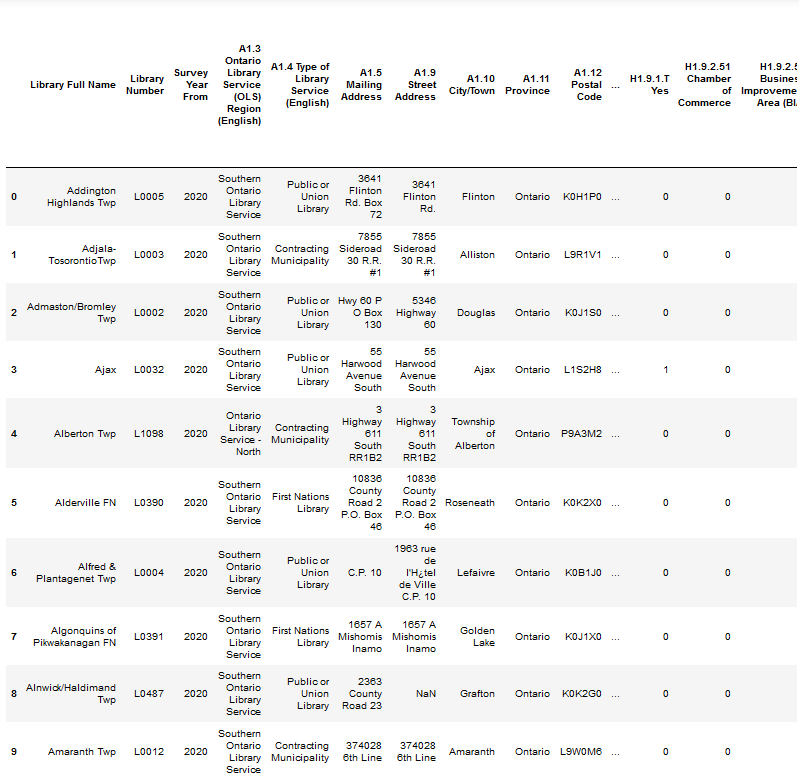 Library Full Name Library Number Survey Year From A1.3 Ontario Library Service (OLS) Region (English) A1.4 Type of Library Service (English) A1.5 Mailing Address A1.9 Street Address A1.10 City/Town A1.11 Province A1.12 Postal Code ... H1.9.1.T Yes H1.9.2.51 Chamber of Commerce H1.9.2.5 Busines Improveme Area (BI
0 Addington Highlands Twp L0005 2020 Southern Ontario Library Service Public or Union Library 3641 Flinton Rd. Box 72 3641 Flinton Rd. Flinton Ontario K0H1P0 ... 0 0
1 Adjala-Tosorontio Twp L0003 2020 Southern Ontario Library Service Contracting Municipality 7855 Sideroad 30 R.R. #1 7855 Sideroad 30 R.R. #1 Alliston Ontario L9R1V1 ... 0 0
2 Admaston/Bromley Twp L0002 2020 Southern Ontario Library Service Public or Union Library Hwy 60 P O Box 130 5346 Highway 60 Douglas Ontario K0J1S0 ... 0 0
3 Ajax L0032 2020 Southern Ontario Library Service Public or Union Library 55 Harwood Avenue South 55 Harwood Avenue South Ajax Ontario L1S2H8 ... 1 0
4 Alberton Twp L1098 2020 Ontario Library Service - North Contracting Municipality 3 Highway 611 South RR1B2 3 Highway 611 South RR1B2 Township of Alberton Ontario P9A3M2 ... 0 0
5 Alderville FN L0390 2020 Southern Ontario Library Service First Nations Library 10836 County Road 2 P.O. Box 46 10836 County Road 2 P.O. Box 46 Roseneath Ontario K0K2X0 ... 0 0
6 Alfred & Plantagenet Twp L0004 2020 Southern Ontario Library Service Public or Union Library C.P. 10 1963 rue de l'H¿tel de Ville C.P. 10 Lefaivre Ontario K0B1J0 ... 0 0
7 Algonquins of Pikwakanagan FN L0391 2020 Southern Ontario Library Service First Nations Library 1657 A Mishomis Inamo 1657 A Mishomis Inamo Golden Lake Ontario K0J1X0 ... 0 0
8 Alnwick/Haldimand Twp L0487 2020 Southern Ontario Library Service Public or Union Library 2363 County Road 23 NaN Grafton Ontario K0K2G0 ... 0 0
9 Amaranth Twp L0012 2020 Southern Ontario Library Service Contracting Municipality 374028 6th Line 374028 6th Line Amaranth Ontario L9W0M6 ... 0 0